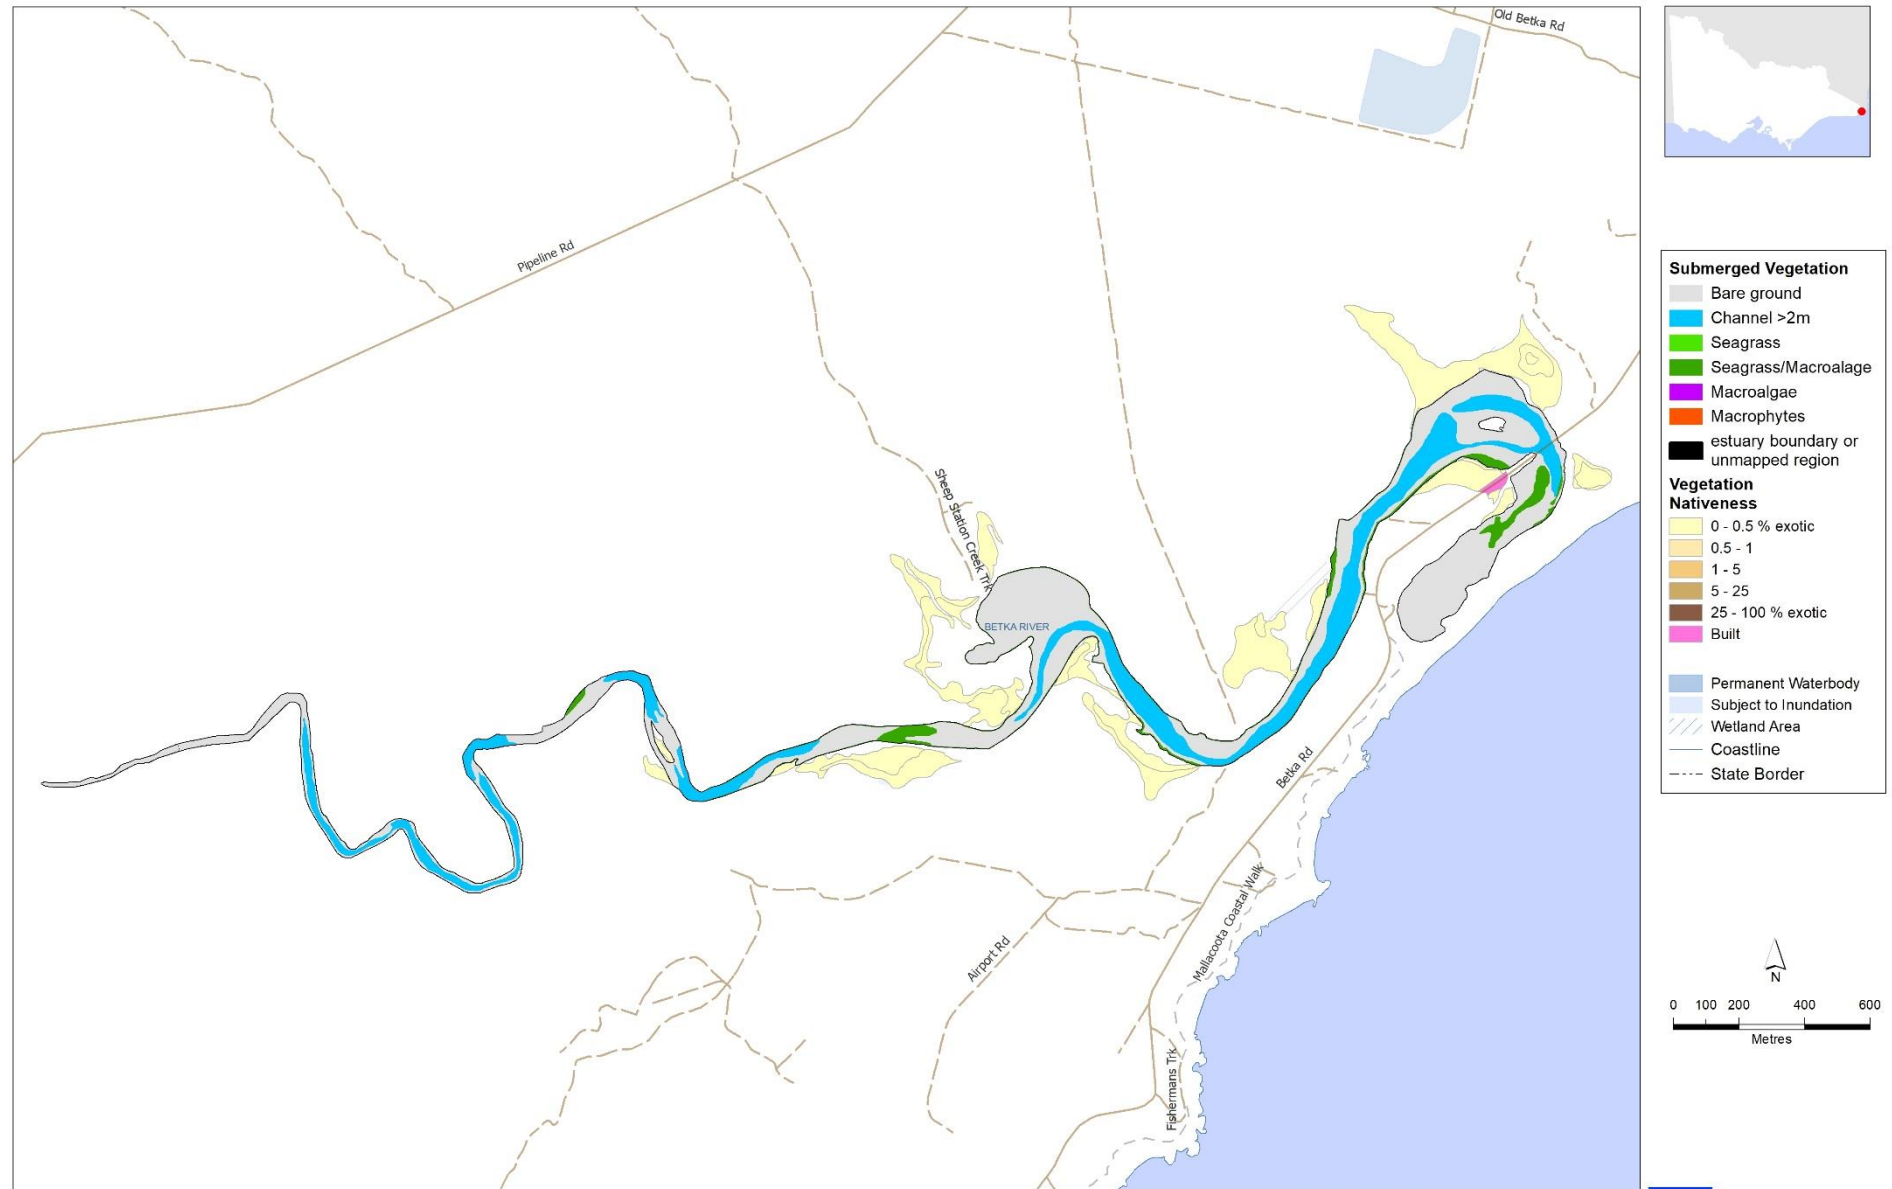 Old Betka Rd
Pipeline Rd
Sheep Station Creek Trk
BETKA RIVER
Betka Rd
Mallacoota Coastal Walk
Airport Rd
Fishermans Trk
Submerged Vegetation
Bare ground
Channel >2m
Seagrass
Seagrass/Macroalage
Macroalgae
Macrophytes
estuary boundary or
unmapped region
Vegetation
Nativeness
0 - 0.5 % exotic
0.5 - 1
1 - 5
5 - 25
25 - 100 % exotic
Built
Permanent Waterbody
Subject to Inundation
Wetland Area
Coastline
State Border
N
0 100 200 400 600
Metres